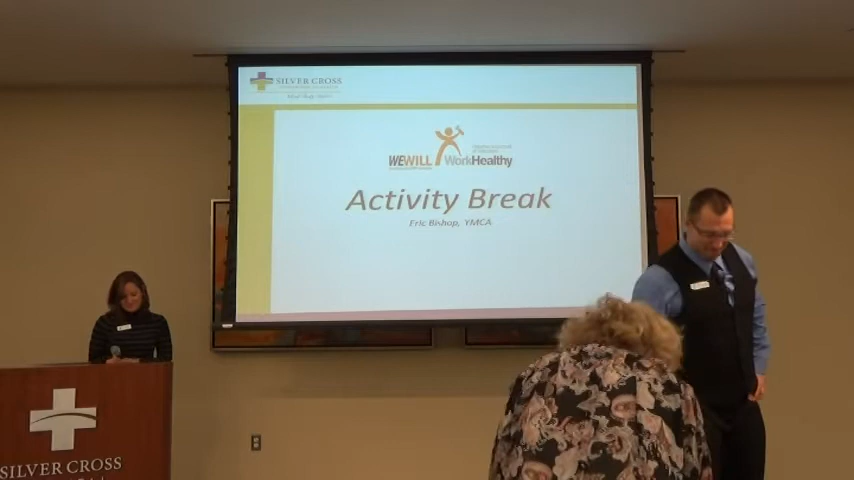 SILVER CROSS
WEWILL WorkHealthy
Activity Break
Eric Bishop, YMCA
SILVER CROSS